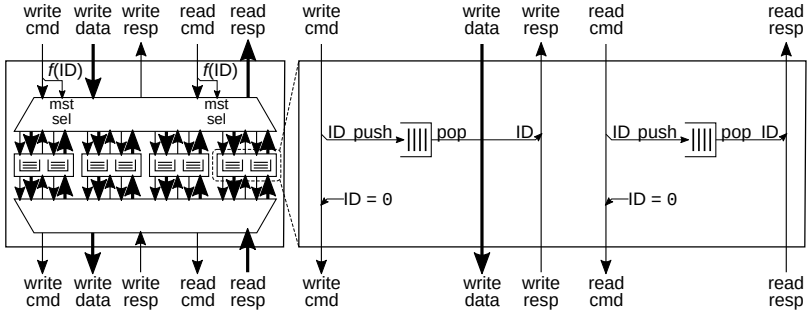 write write write read read
cmd data resp cmd resp
f(ID) f(ID)
mst mst
sel sel
write write write read read
cmd data resp cmd resp
write write write read read
cmd data resp cmd resp
ID push pop ID ID push pop ID
ID = 0 ID = 0
write write write read read
cmd data resp cmd resp